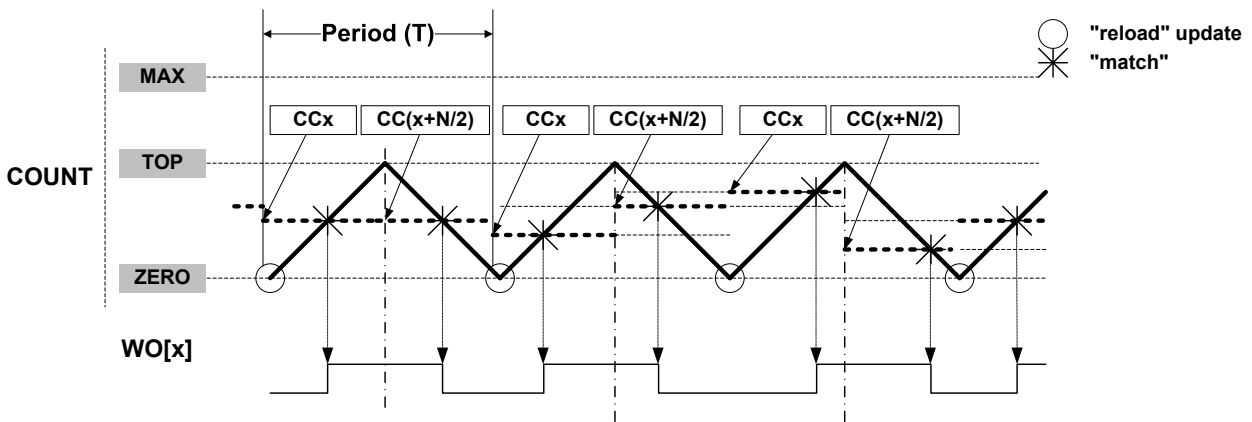 Period (T)
"reload" update
"match"
MAX
CCx
CC(x+N/2)
CCx
CC(x+N/2)
CCx
CC(x+N/2)
TOP
COUNT
ZERO
WO[x]